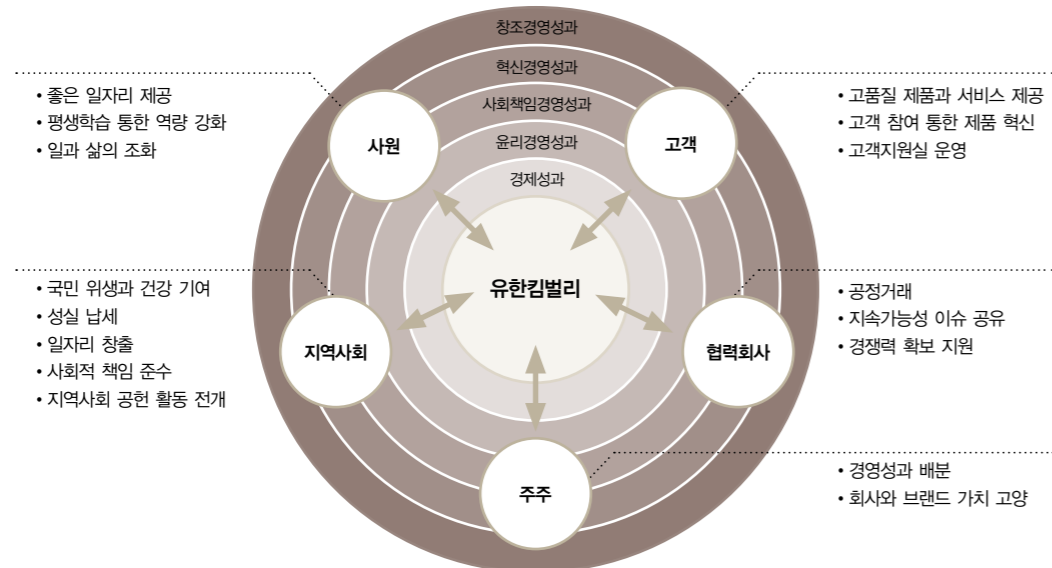 창조경영성과
혁신경영성과
사회책임경영성과
윤리경영성과
경제성과
유한킴벌리
사원
• 좋은 일자리 제공
• 평생학습 통한 역량 강화
• 일과 삶의 조화
고객
• 고품질 제품과 서비스 제공
• 고객 참여 통한 제품 혁신
• 고객지원실 운영
지역사회
• 국민 위생과 건강 기여
• 성실 납세
• 일자리 창출
• 사회적 책임 준수
• 지역사회 공헌 활동 전개
협력회사
• 공정거래
• 지속가능성 이슈 공유
• 경쟁력 확보 지원
주주
• 경영성과 배분
• 회사와 브랜드 가치 고양